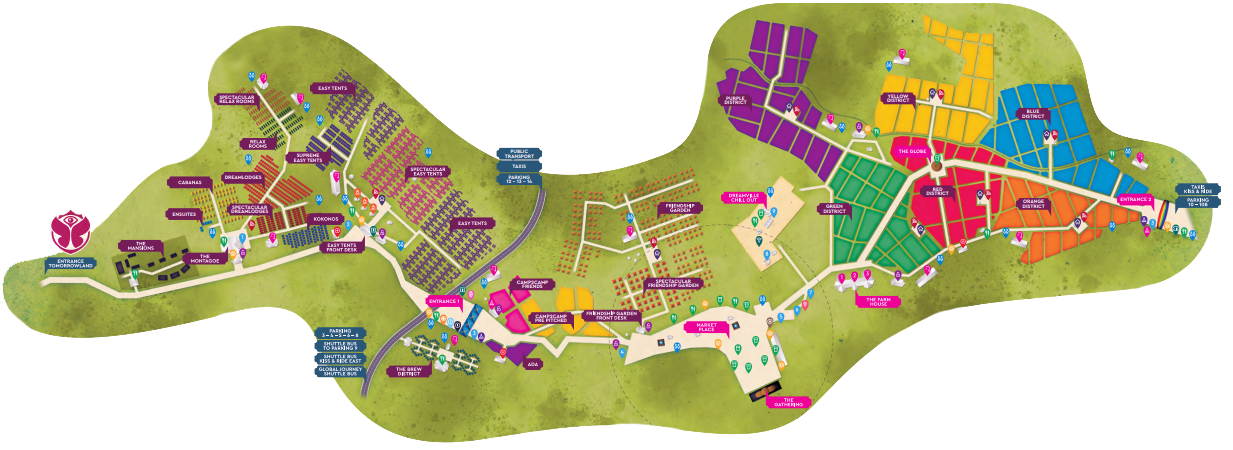 SPECTACULAR
RELAX ROOMS
EASY TENTS
RELAX
ROOMS
SUPREME
EASY TENTS
SPECTACULAR
EASY TENTS
CABANAS
DREAMLODGES
ENSUITES
SPECTACULAR
DREAMLODGES
KOKONOS
EASY TENTS
EASY TENTS
FRONT DESK
THE
MANSIONS
THE
MONTAGOE
ENTRANCE
TOMORROWLAND
PUBLIC
TRANSPORT
TAXIS
PARKING
12 - 13 - 14
ENTRANCE 1
PARKING
3 - 4 - 5 - 6 - 8
SHUTTLE BUS
TO PARKING 9
SHUTTLE BUS
KISS & RIDE EAST
GLOBAL JOURNEY
SHUTTLE BUS
THE BREW
DISTRICT
ADA
CAMP2CAMP
FRIENDS
CAMP2CAMP
PRE PITCHED
FRIENDSHIP GARDEN
FRONT DESK
FRIENDSHIP
GARDEN
SPECTACULAR
FRIENDSHIP GARDEN
DREAMVILLE
CHILL OUT
MARKET
PLACE
THE
GATHERING
THE FARM
HOUSE
PURPLE
DISTRICT
YELLOW
DISTRICT
BLUE
DISTRICT
THE GLOBE
RED
DISTRICT
GREEN
DISTRICT
ORANGE
DISTRICT
ENTRANCE 2
TAXIS,
KISS & RIDE
PARKING
10 - 10B